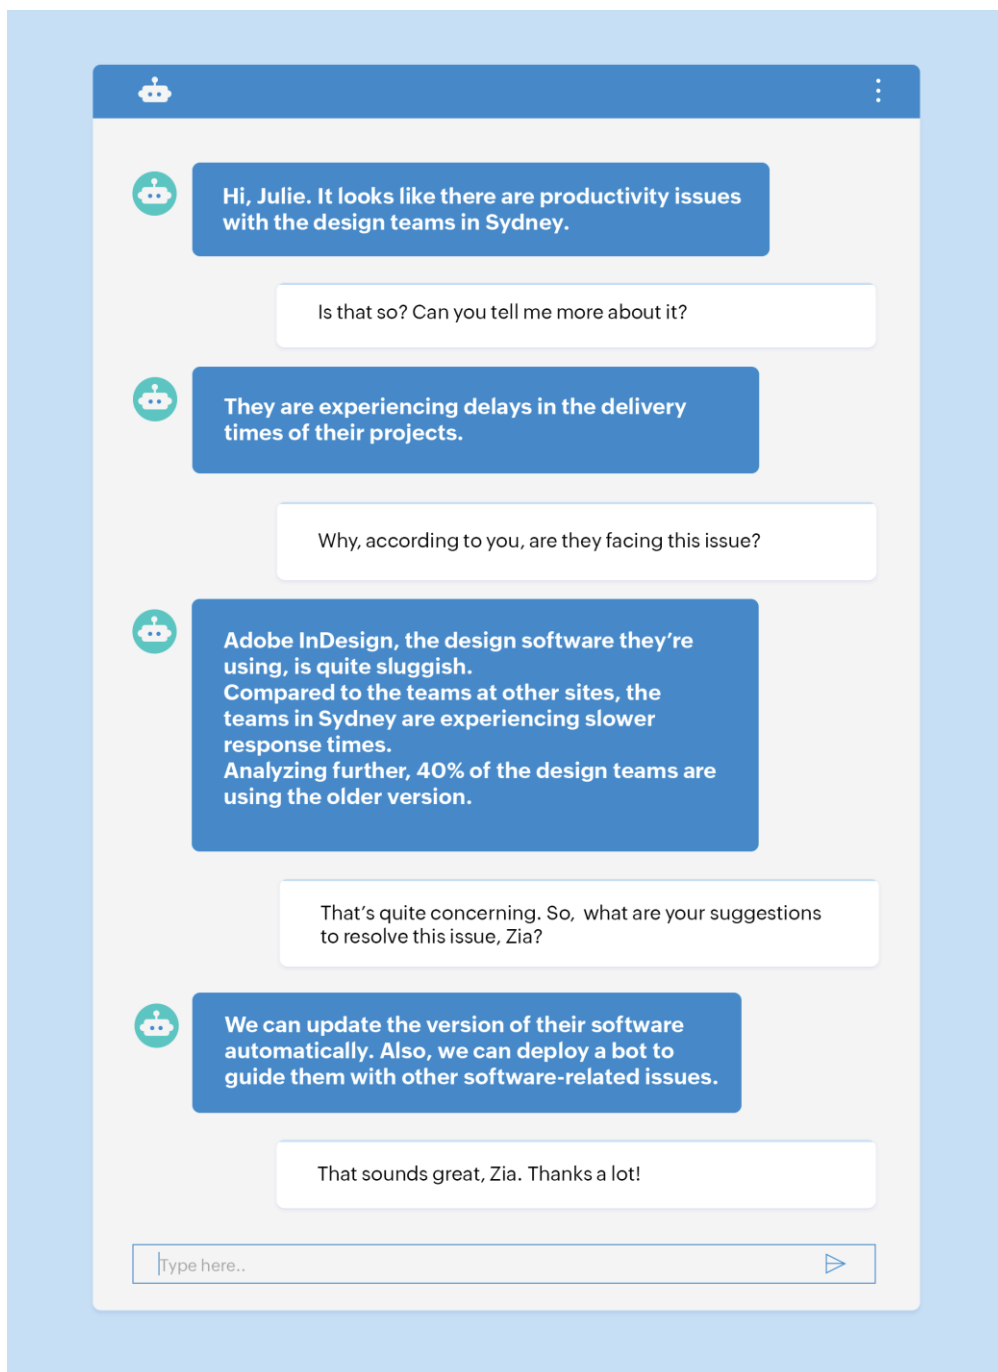 Hi, Julie. It looks like there are productivity issues
with the design teams in Sydney.
Is that so? Can you tell me more about it?
They are experiencing delays in the delivery
times of their projects.
Why, according to you, are they facing this issue?
Adobe InDesign, the design software they’re
using, is quite sluggish.
Compared to the teams at other sites, the
teams in Sydney are experiencing slower
response times.
Analyzing further, 40% of the design teams are
using the older version.
That’s quite concerning. So,  what are your suggestions
to resolve this issue, Zia?
We can update the version of their software
automatically. Also, we can deploy a bot to
guide them with other software-related issues.
That sounds great, Zia. Thanks a lot!
Type here..